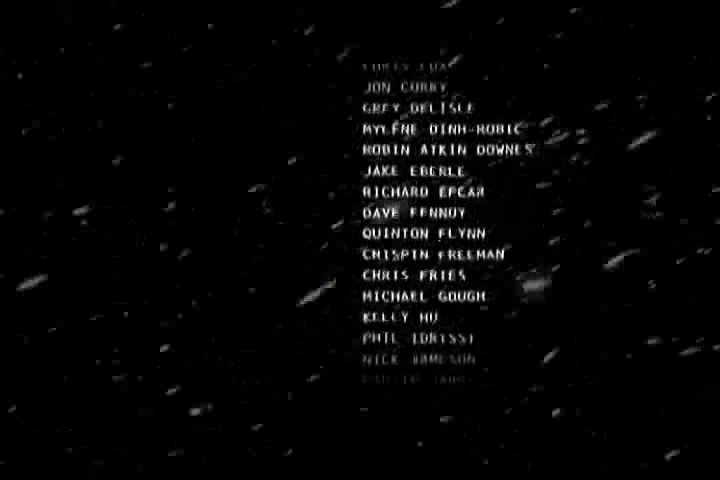 JON CURRY
GREY DELISLE
MYLENE DINH-ROBIC
ROBIN ATKIN DOWNES
JAKE EBERLE
RICHARD EPCAR
DAVE FENNOY
QUINTON FLYNN
CRISPIN FREEMAN
CHRIS FRIES
MICHAEL GOUGH
KELLY HU
PHIL IDRISSI
NICK JAMESON